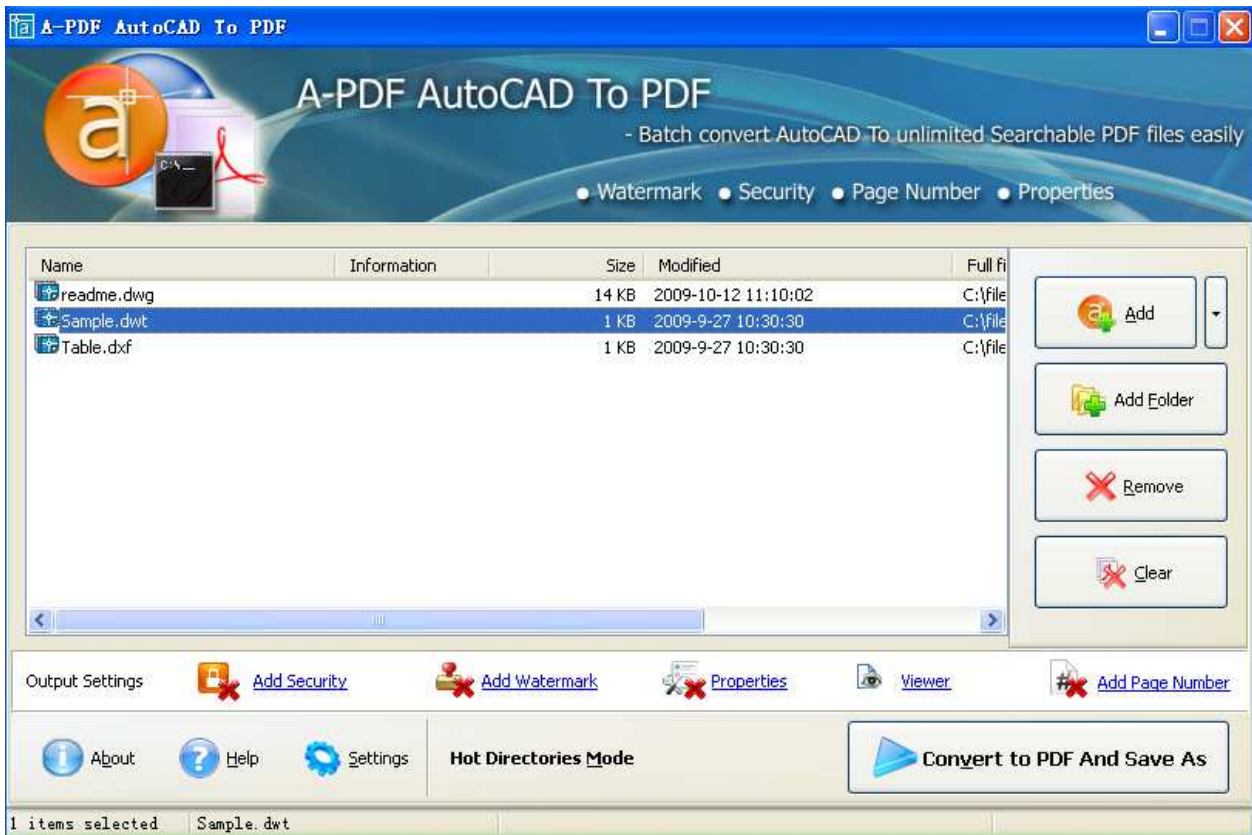 A-PDF AutoCAD To PDF
A-PDF AutoCAD To PDF
- Batch convert AutoCAD To unlimited Searchable PDF files easily
Watermark Security Page Number Properties
Name Information Size Modified Full fi
readme.dwg 14 KB 2009-10-12 11:10:02 C:\file
Sample.dwt 1 KB 2009-9-27 10:30:30 C:\file
Table.dxf 1 KB 2009-9-27 10:30:30 C:\file
Add
Add Folder
Remove
Clear
Output Settings Add Security Add Watermark Properties Viewer Add Page Number
About Help Settings Hot Directories Mode Convert to PDF And Save As
1 items selected Sample.dwt